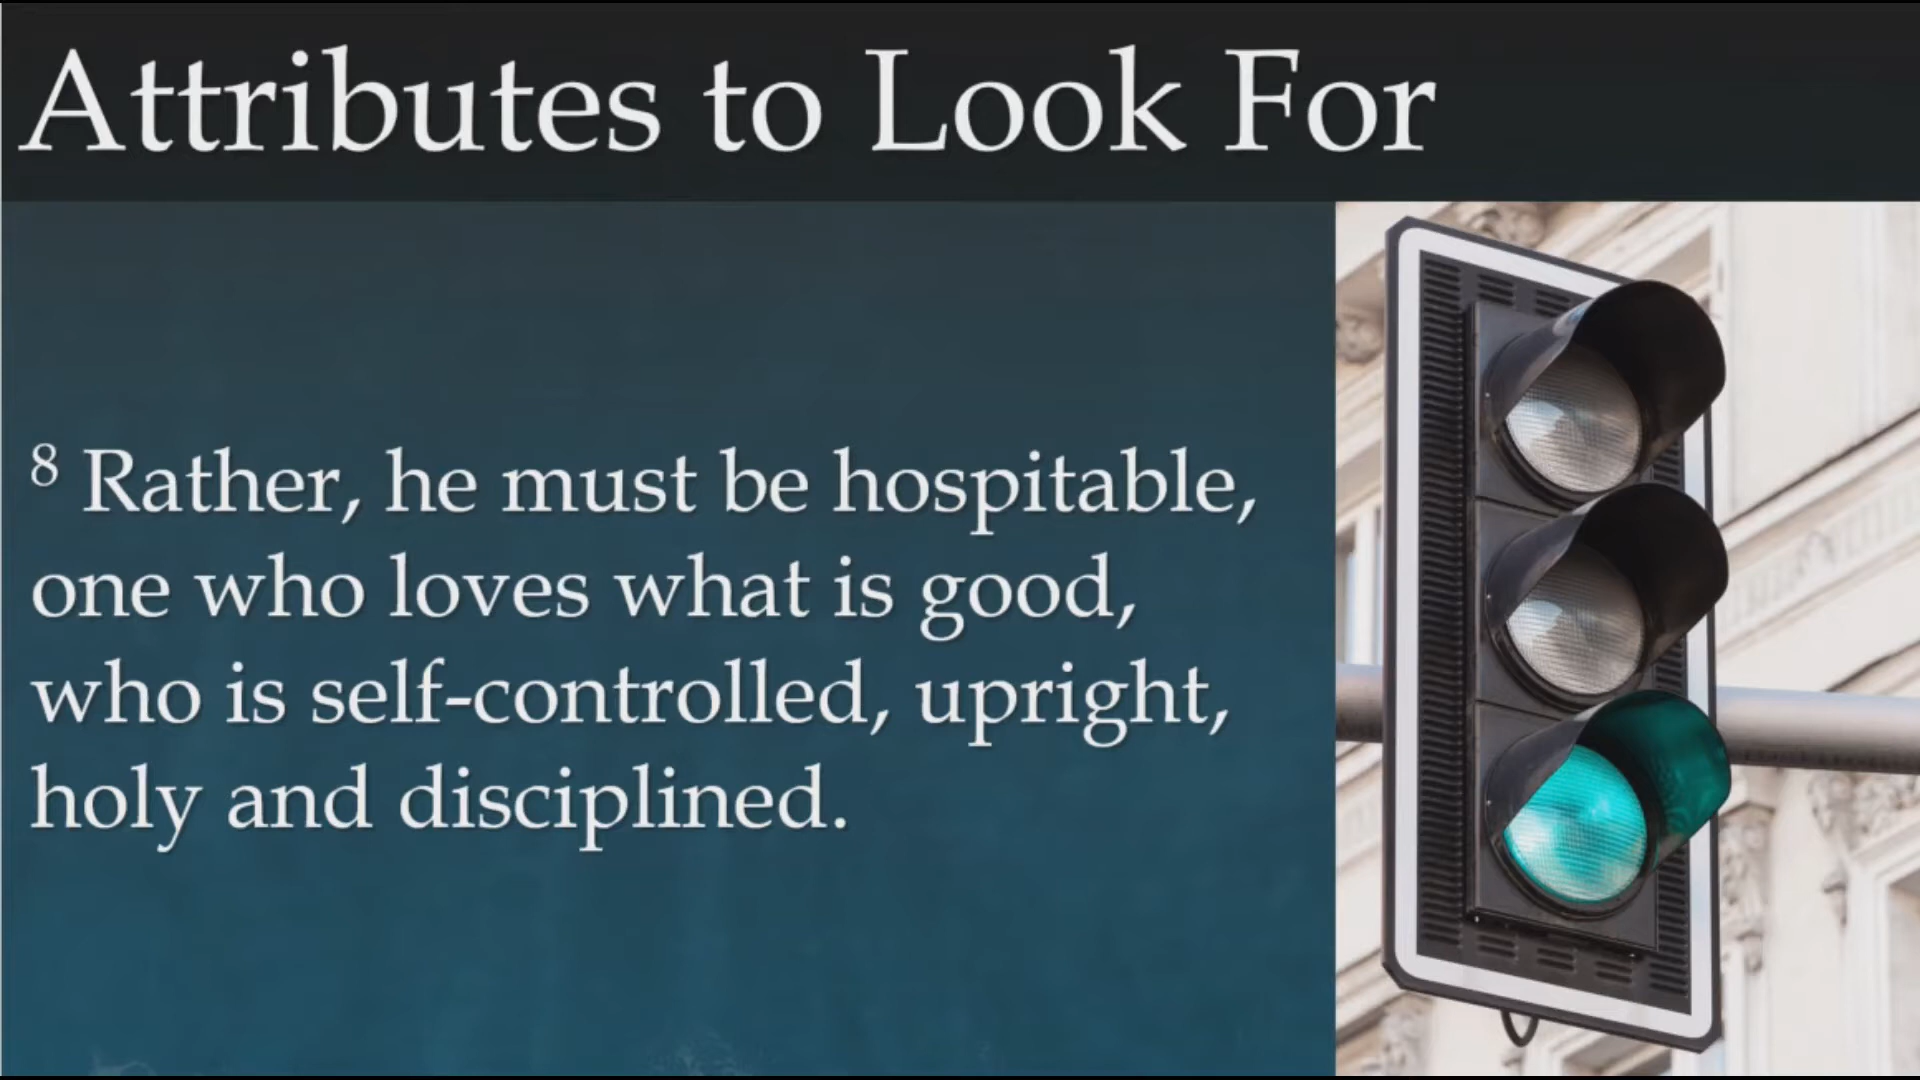 Attributes to Look For
8 Rather, he must be hospitable,
one who loves what is good,
who is self-controlled, upright,
holy and disciplined.